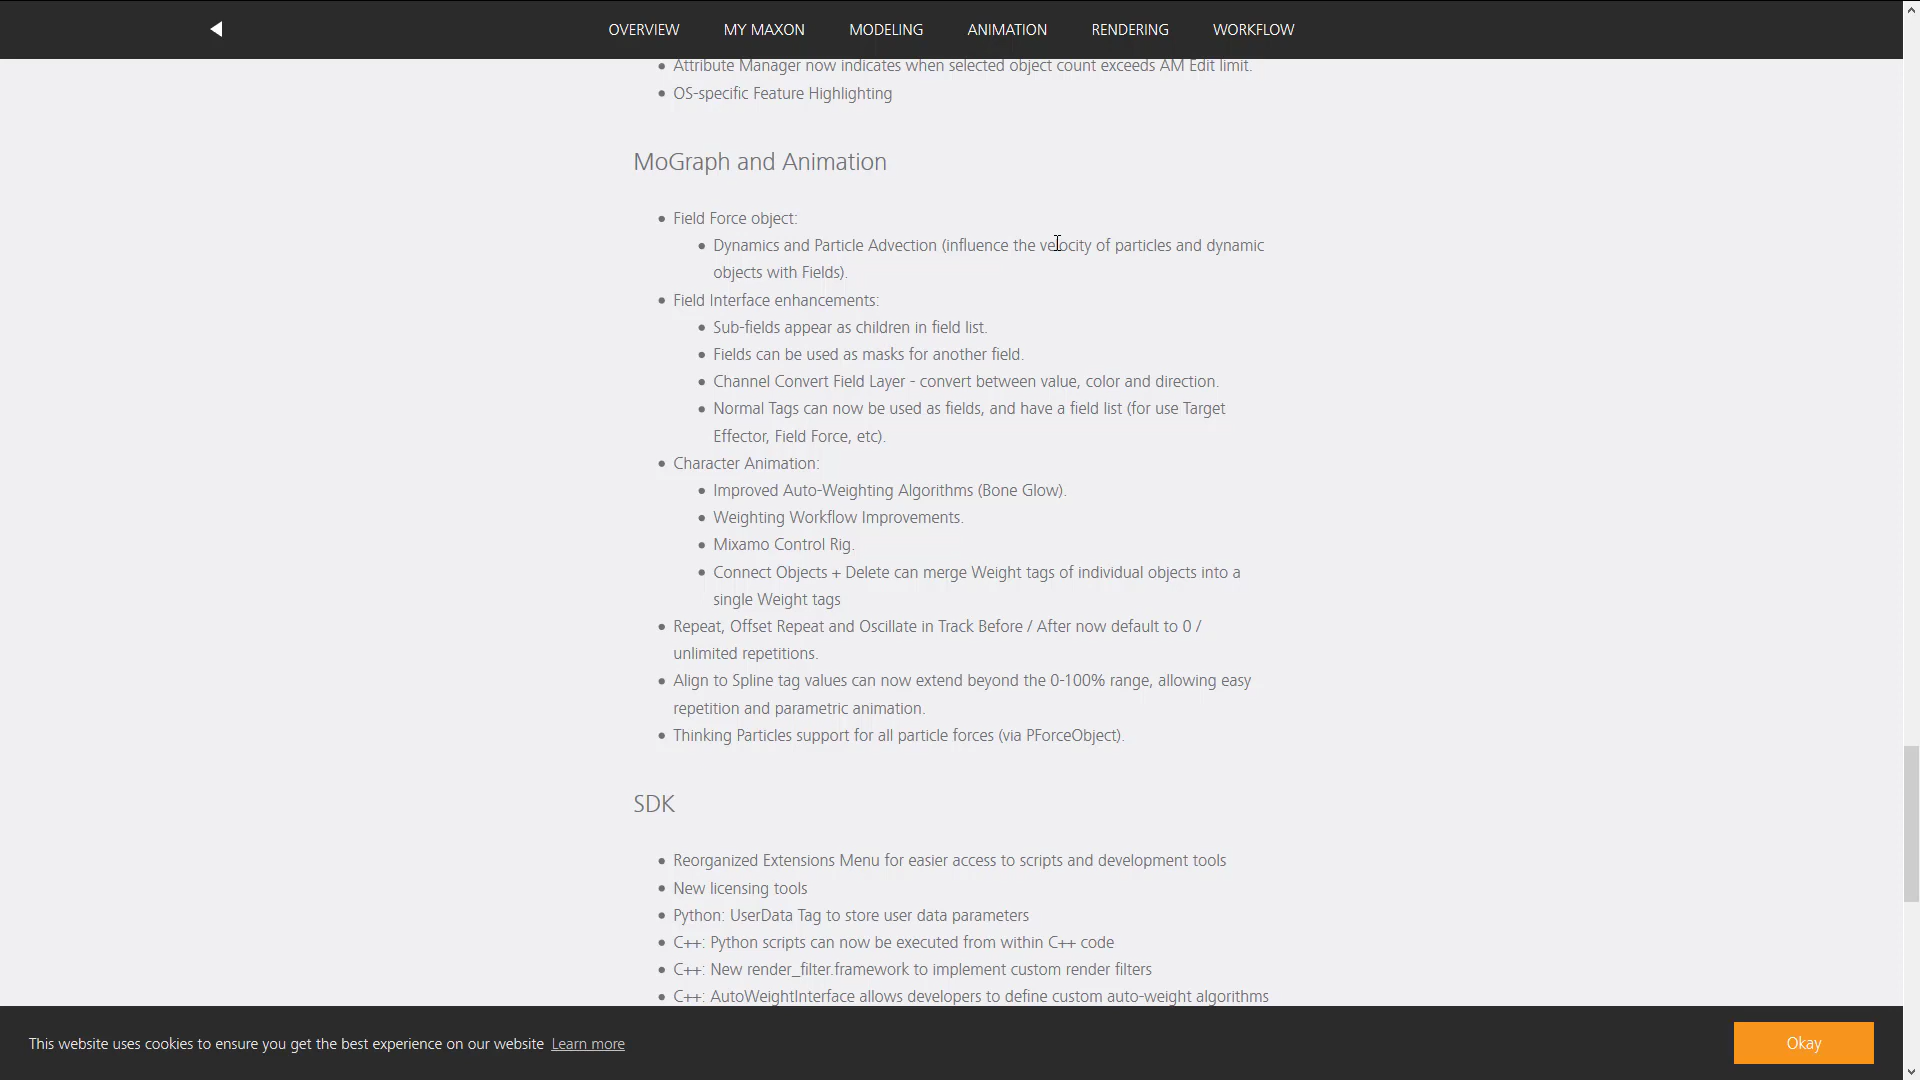 OVERVIEW MY MAXON MODELING ANIMATION RENDERING WORKFLOW
Attribute Manager now indicates when selected object count exceeds AM Edit limit.
OS-specific Feature Highlighting
MoGraph and Animation
Field Force object:
Dynamics and Particle Advection (influence the velocity of particles and dynamic
objects with Fields).
Field Interface enhancements:
Sub-fields appear as children in field list.
Fields can be used as masks for another field.
Channel Convert Field Layer - convert between value, color and direction.
Normal Tags can now be used as fields, and have a field list (for use Target
Effector, Field Force, etc).
Character Animation:
Improved Auto-Weighting Algorithms (Bone Glow).
Weighting Workflow Improvements.
Mixamo Control Rig.
Connect Objects + Delete can merge Weight tags of individual objects into a
single Weight tags
Repeat, Offset Repeat and Oscillate in Track Before / After now default to 0 /
unlimited repetitions.
Align to Spline tag values can now extend beyond the 0-100% range, allowing easy
repetition and parametric animation.
Thinking Particles support for all particle forces (via PForceObject).
SDK
Reorganized Extensions Menu for easier access to scripts and development tools
New licensing tools
Python: UserData Tag to store user data parameters
C++: Python scripts can now be executed from within C++ code
C++: New render_filter.framework to implement custom render filters
C++: AutoWeightInterface allows developers to define custom auto-weight algorithms
This website uses cookies to ensure you get the best experience on our website Learn more
Okay